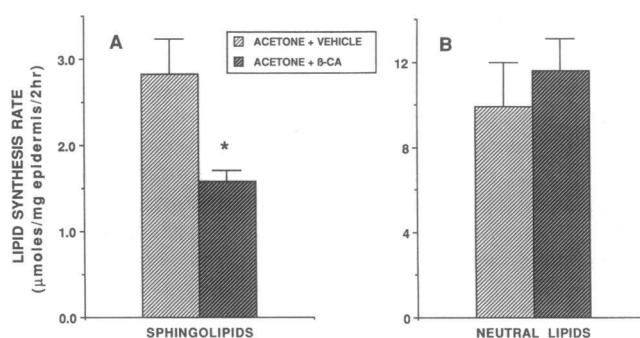 A
B
ACETONE + VEHICLE
ACETONE + ß-CA
LIPID SYNTHESIS RATE
(μmoles/mg epidermis/2hr)
3.0
2.0
1.0
0.0
*
SPHINGOLIPIDS
12
8
4
0
NEUTRAL LIPIDS